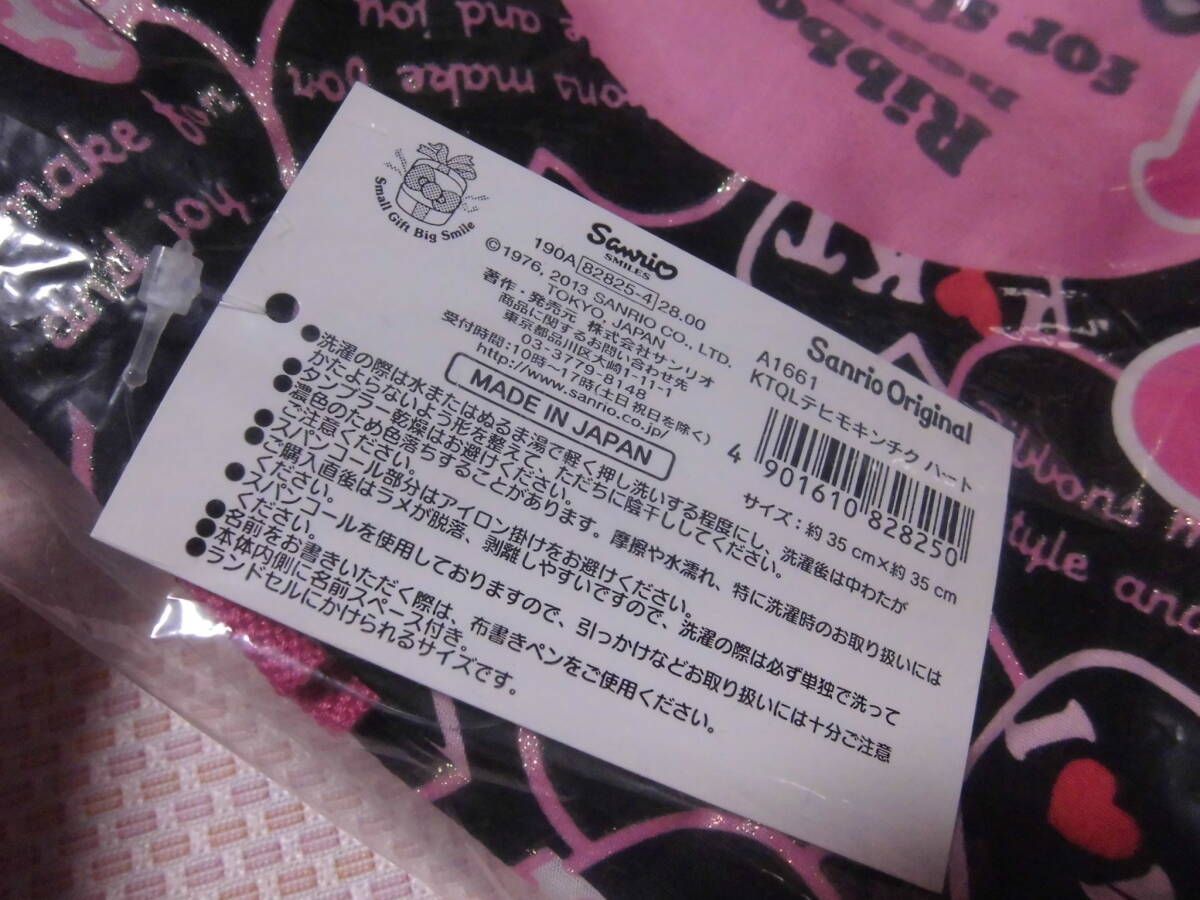 Small Gift Big Smile
Sanrio
SMILES
190A 82825-4 28.00
©1976, 2013 SANRIO CO., LTD.
TOKYO, JAPAN
著作・発売元 株式会社サンリオ
商品に関するお問い合わせ先
東京都品川区大崎1-11-1
03-3779-8148
受付時間:10時〜17時(土日祝日を除く)
http://www.sanrio.co.jp/
MADE IN JAPAN
Sanrio Original
A1661
KTQLテヒモキンチク ハート
4 901610 828250
サイズ:約 35 cm×約 35 cm
●洗濯の際は水またはぬるま湯で軽く押し洗いする程度にし、洗濯後は中わたが
かたよらないよう形を整えて、ただちに陰干ししてください。
●タンブラー乾燥はお避けください。
●濃色のため色落ちすることがあります。摩擦や水濡れ、特に洗濯時のお取り扱いには
ご注意ください。
●スパンコール部分はアイロン掛けをお避けください。
●ご購入直後はラメが脱落、剥離しやすいですので、洗濯の際は必ず単独で洗って
ください。
●スパンコールを使用しておりますので、引っかけなどお取り扱いには十分ご注意
ください。
●名前をお書きいただく際は、布書きペンをご使用ください。
●本体内側に名前スペース付き。
●ランドセルにかけられるサイズです。
Ribbo
for st
and joy
ons make fon
make fon
and joy
KT
ibbons m
tyle and